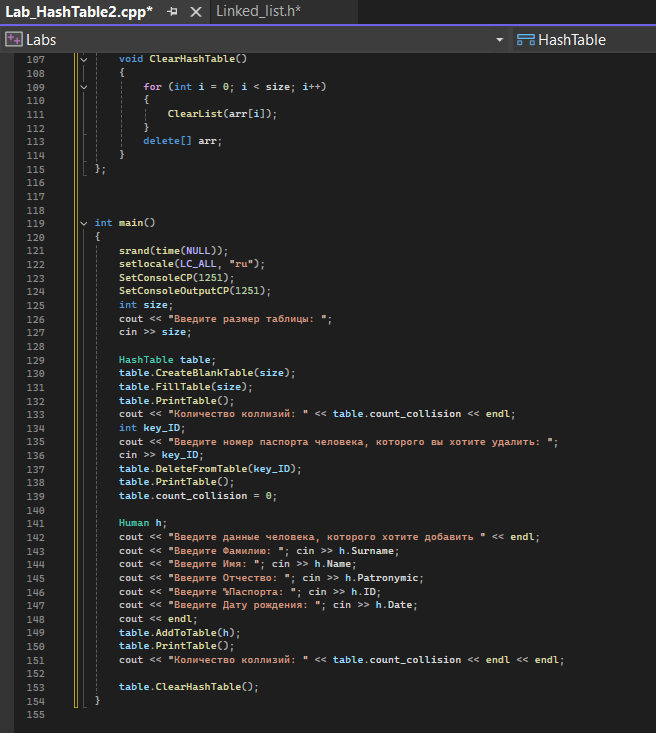 Lab_HashTable2.cpp* Linked_list.h*
Labs HashTable
107 void ClearHashTable()
108 {
109 for (int i = 0; i < size; i++)
110 {
111 ClearList(arr[i]);
112 }
113 delete[] arr;
114 }
115 };
116
117
118
119 int main()
120 {
121 srand(time(NULL));
122 setlocale(LC_ALL, "ru");
123 SetConsoleCP(1251);
124 SetConsoleOutputCP(1251);
125 int size;
126 cout << "Введите размер таблицы: ";
127 cin >> size;
128
129 HashTable table;
130 table.CreateBlankTable(size);
131 table.FillTable(size);
132 table.PrintTable();
133 cout << "Количество коллизий: " << table.count_collision << endl;
134 int key_ID;
135 cout << "Введите номер паспорта человека, которого вы хотите удалить: ";
136 cin >> key_ID;
137 table.DeleteFromTable(key_ID);
138 table.PrintTable();
139 table.count_collision = 0;
140
141 Human h;
142 cout << "Введите данные человека, которого хотите добавить " << endl;
143 cout << "Введите Фамилию: "; cin >> h.Surname;
144 cout << "Введите Имя: "; cin >> h.Name;
145 cout << "Введите Отчество: "; cin >> h.Patronymic;
146 cout << "Введите №Паспорта: "; cin >> h.ID;
147 cout << "Введите Дату рождения: "; cin >> h.Date;
148 cout << endl;
149 table.AddToTable(h);
150 table.PrintTable();
151 cout << "Количество коллизий: " << table.count_collision << endl << endl;
152
153 table.ClearHashTable();
154 }
155